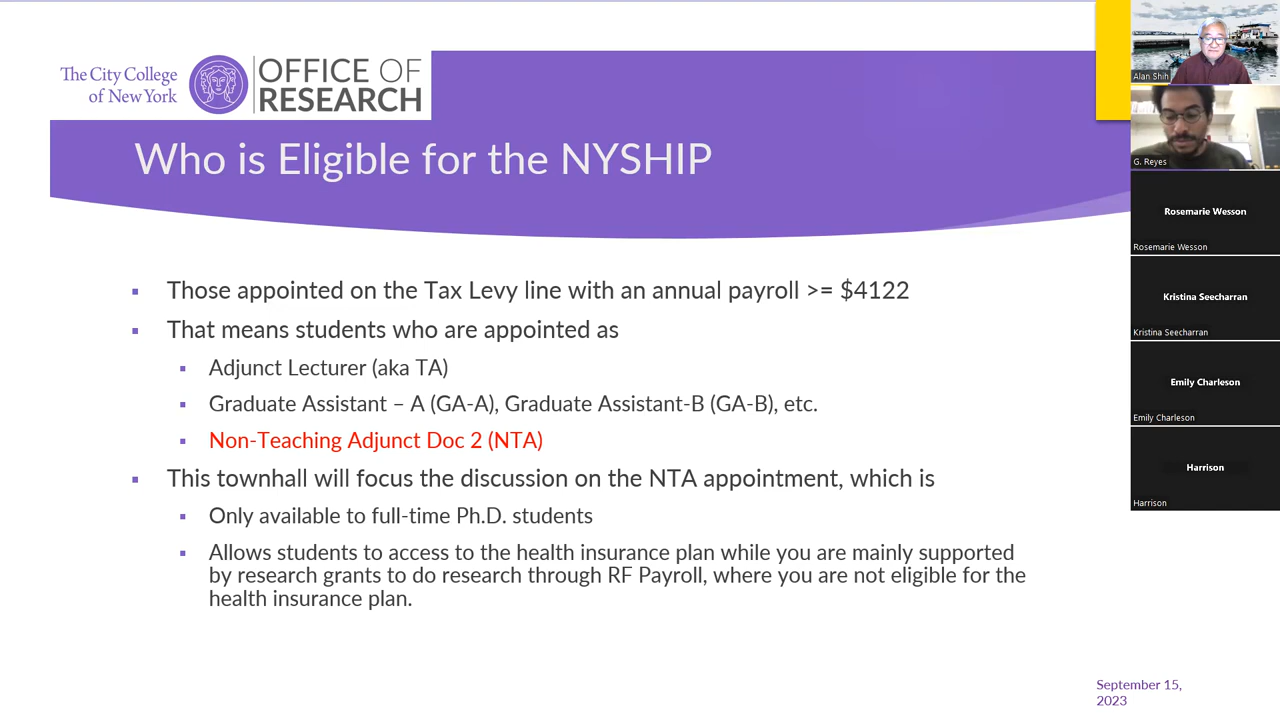 The City College
of New York
OFFICE OF
RESEARCH
Who is Eligible for the NYSHIP
▪ Those appointed on the Tax Levy line with an annual payroll >= $4122
▪ That means students who are appointed as
▪ Adjunct Lecturer (aka TA)
▪ Graduate Assistant – A (GA-A), Graduate Assistant-B (GA-B), etc.
▪ Non-Teaching Adjunct Doc 2 (NTA)
▪ This townhall will focus the discussion on the NTA appointment, which is
▪ Only available to full-time Ph.D. students
▪ Allows students to access to the health insurance plan while you are mainly supported
by research grants to do research through RF Payroll, where you are not eligible for the
health insurance plan.
September 15,
2023
Alan Shih
G. Reyes
Rosemarie Wesson
Rosemarie Wesson
Kristina Seecharran
Kristina Seecharran
Emily Charleson
Emily Charleson
Harrison
Harrison